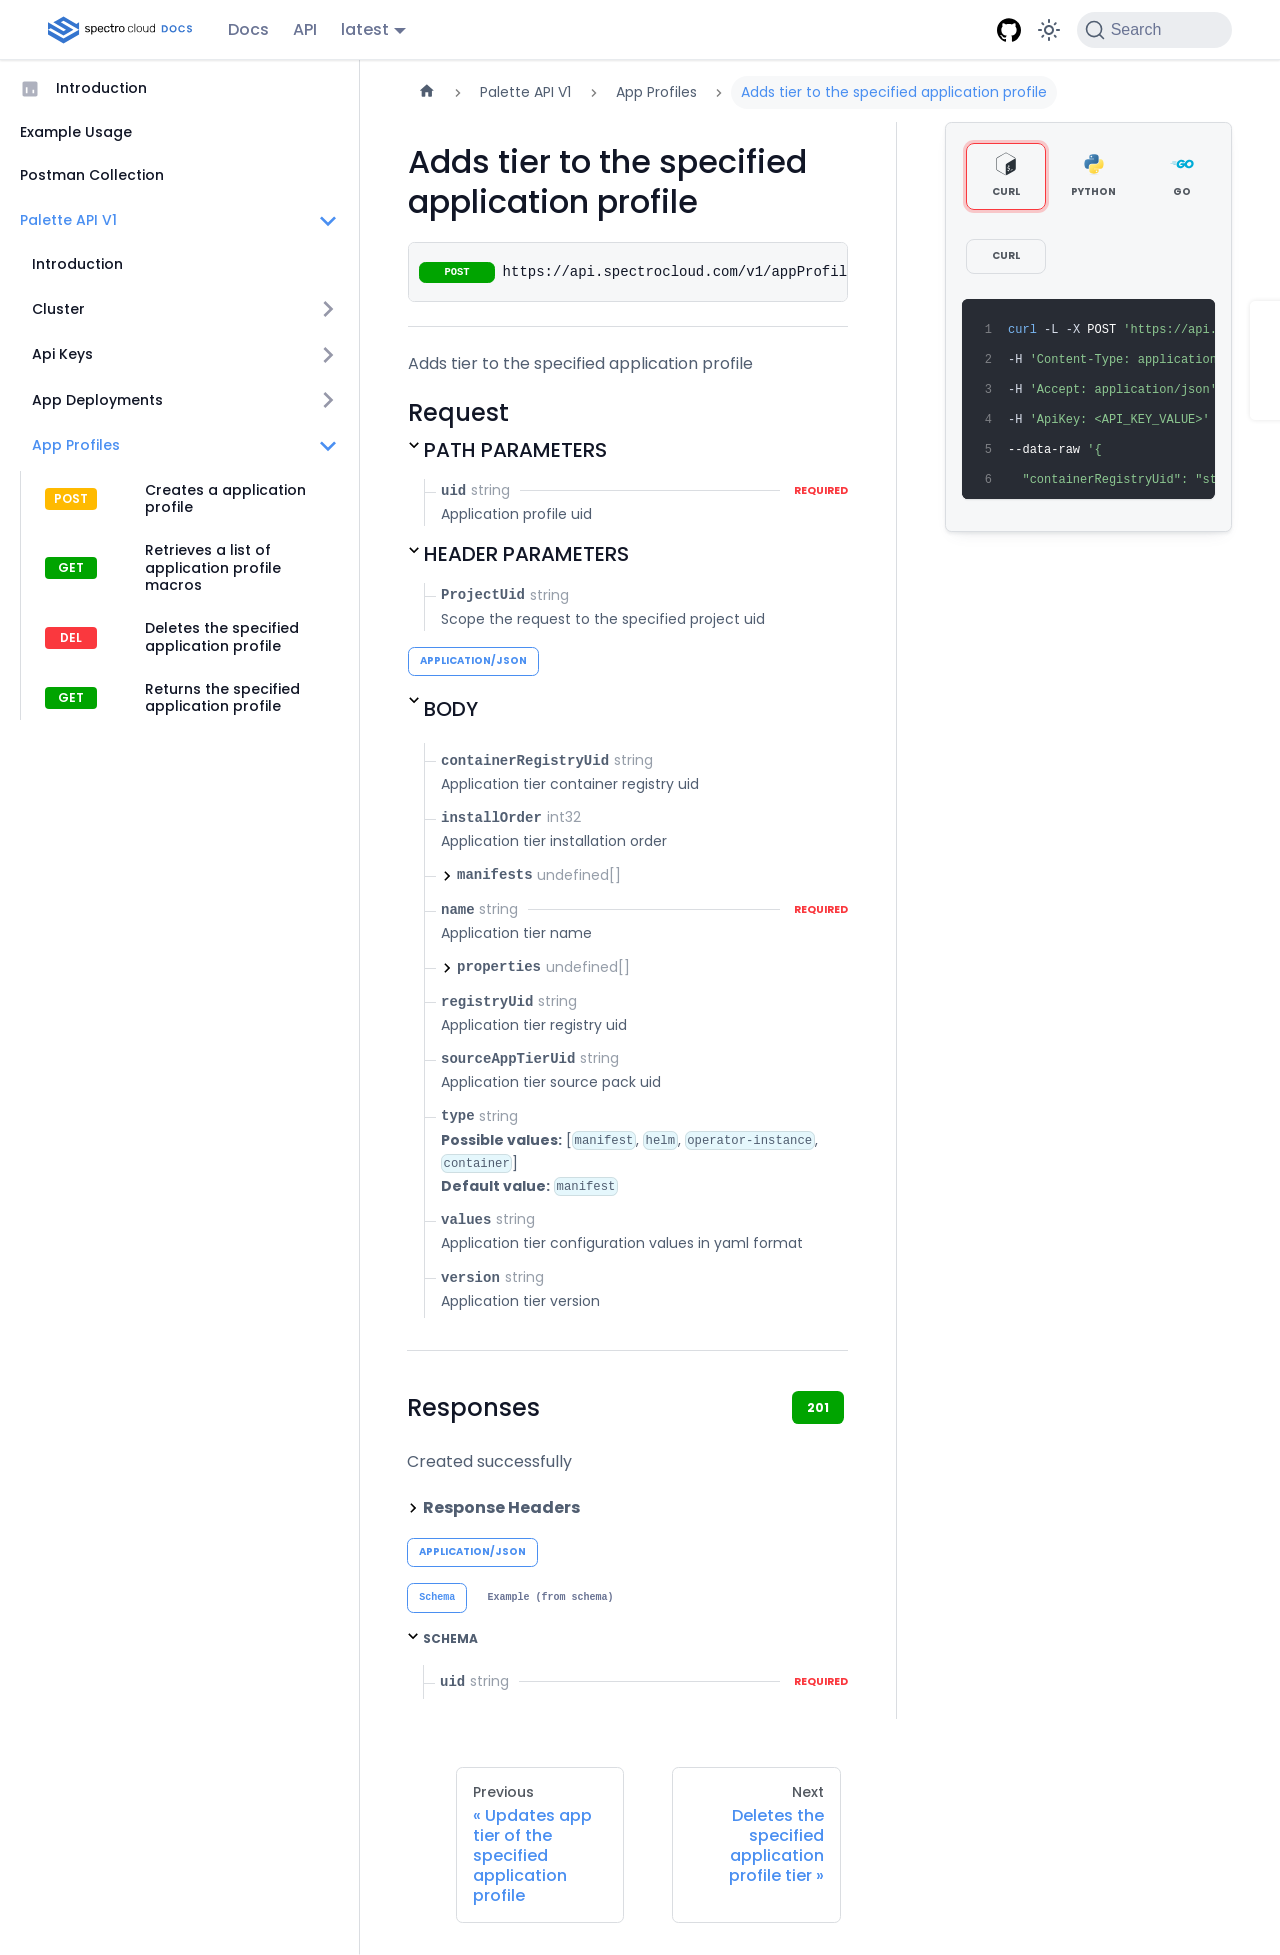 spectro cloud DOCS
Docs
API
latest
Search
Introduction
Example Usage
Postman Collection
Palette API V1
Introduction
Cluster
Api Keys
App Deployments
App Profiles
POST
Creates a application
profile
GET
Retrieves a list of
application profile
macros
DEL
Deletes the specified
application profile
GET
Returns the specified
application profile
Palette API V1
App Profiles
Adds tier to the specified application profile
Adds tier to the specified
application profile
POST https://api.spectrocloud.com/v1/appProfil
Adds tier to the specified application profile
Request
PATH PARAMETERS
uid string REQUIRED
Application profile uid
HEADER PARAMETERS
ProjectUid string
Scope the request to the specified project uid
APPLICATION/JSON
BODY
containerRegistryUid string
Application tier container registry uid
installOrder int32
Application tier installation order
manifests undefined[]
name string REQUIRED
Application tier name
properties undefined[]
registryUid string
Application tier registry uid
sourceAppTierUid string
Application tier source pack uid
type string
Possible values: [manifest, helm, operator-instance,
container]
Default value: manifest
values string
Application tier configuration values in yaml format
version string
Application tier version
Responses
201
Created successfully
Response Headers
APPLICATION/JSON
Schema
Example (from schema)
SCHEMA
uid string REQUIRED
Previous
« Updates app
tier of the
specified
application
profile
Next
Deletes the
specified
application
profile tier »
CURL
PYTHON
GO
CURL
1 curl -L -X POST 'https://api.
2 -H 'Content-Type: application
3 -H 'Accept: application/json'
4 -H 'ApiKey: <API_KEY_VALUE>'
5 --data-raw '{
6 "containerRegistryUid": "st